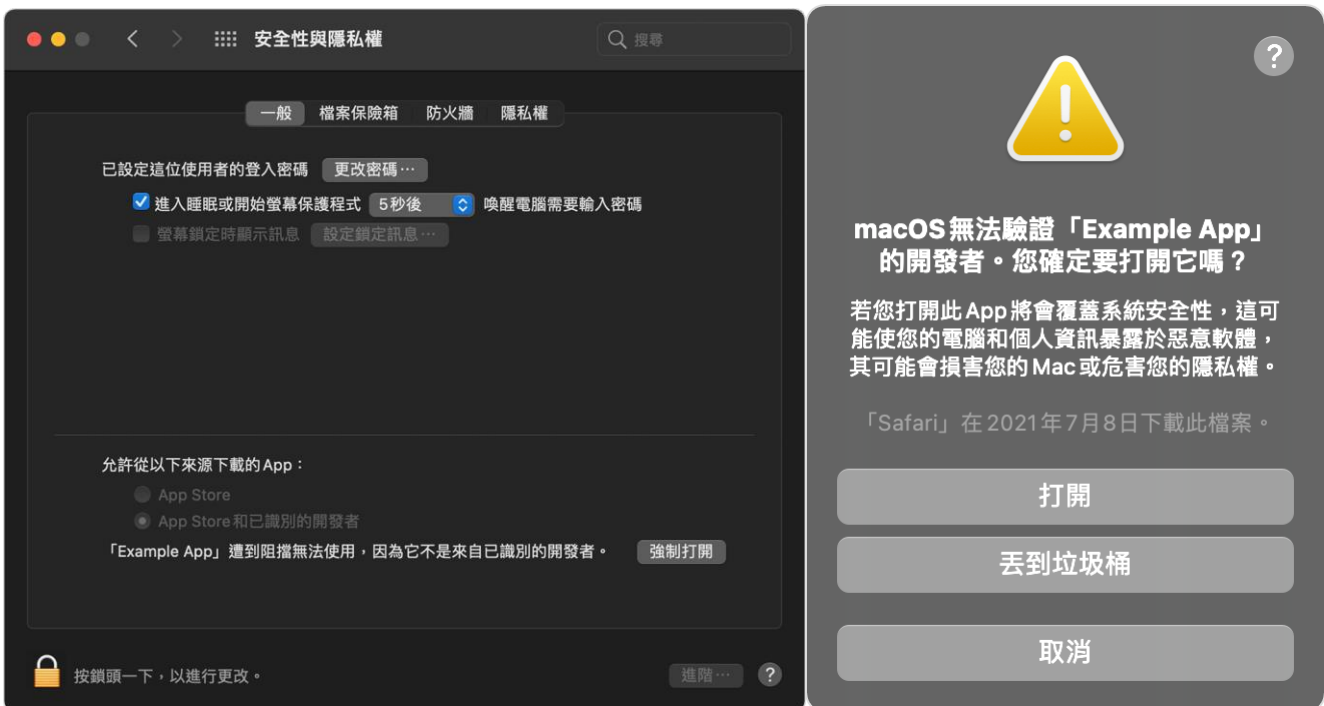 安全性與隱私權
搜尋
一般 檔案保險箱 防火牆 隱私權
已設定這位使用者的登入密碼 更改密碼⋯
進入睡眠或開始螢幕保護程式 5秒後 喚醒電腦需要輸入密碼
螢幕鎖定時顯示訊息 設定鎖定訊息⋯
允許從以下來源下載的App：
App Store
App Store和已識別的開發者
「Example App」遭到阻擋無法使用，因為它不是來自已識別的開發者。 強制打開
按鎖頭一下，以進行更改。 進階⋯ ?
?
macOS無法驗證「Example App」
的開發者。您確定要打開它嗎？
若您打開此App將會覆蓋系統安全性，這可
能使您的電腦和個人資訊暴露於惡意軟體，
其可能會損害您的Mac或危害您的隱私權。
「Safari」在2021年7月8日下載此檔案。
打開
丟到垃圾桶
取消